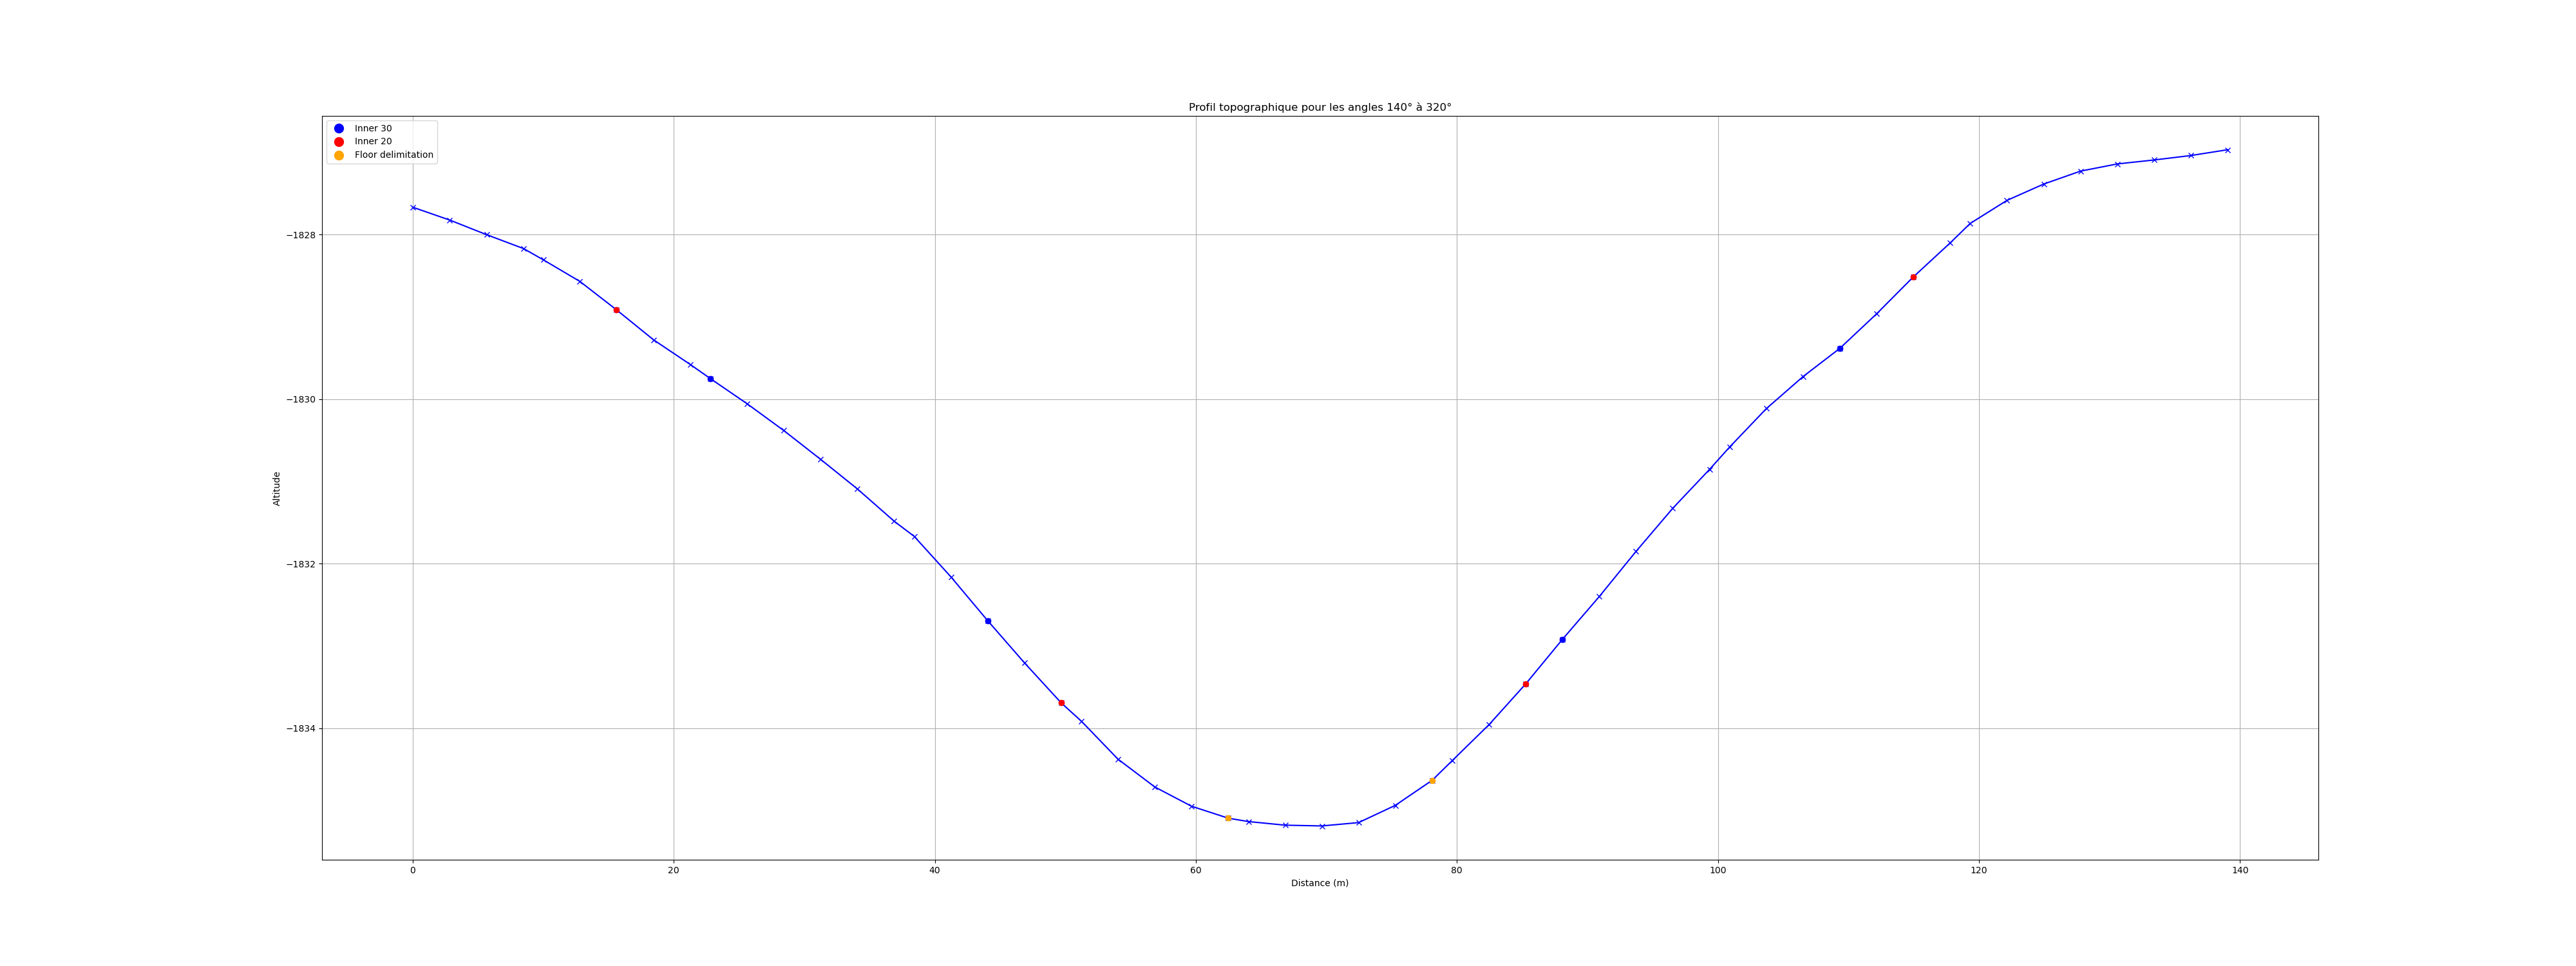 Profil topographique pour les angles 140° à 320°
Inner 30
Inner 20
Floor delimitation
Altitude
−1828
−1830
−1832
−1834
0 20 40 60 80 100 120 140
Distance (m)